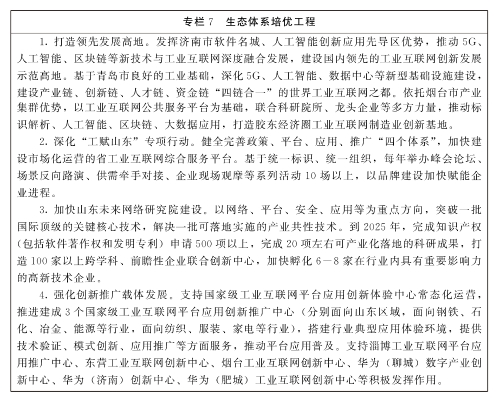 专栏7 生态体系培优工程
1. 打造领先发展高地。发挥济南市软件名城、人工智能创新应用先导区优势，推动5G、
人工智能、区块链等新技术与工业互联网深度融合发展，建设国内领先的工业互联网创新发展
示范高地。基于青岛市良好的工业基础，深化5G、人工智能、数据中心等新型基础设施建设，
建设产业链、创新链、人才链、资金链“四链合一”的世界工业互联网之都。依托烟台市产业
集群优势，以工业互联网公共服务平台为基础，联合科研院所、龙头企业等多方力量，推动标
识解析、人工智能、区块链、大数据应用，打造胶东经济圈工业互联网制造业创新基地。
2. 深化“工赋山东”专项行动。健全完善政策、平台、应用、推广“四个体系”，加快建
设市场化运营的省工业互联网综合服务平台。基于统一标识、统一组织，每年举办峰会论坛、
场景反向路演、供需牵手对接、企业现场观摩等系列活动10场以上，以品牌建设加快赋能企
业进程。
3. 加快山东未来网络研究院建设。以网络、平台、安全、应用等为重点方向，突破一批
国际顶级的关键核心技术，解决一批可落地实施的产业共性技术。到2025年，完成知识产权
（包括软件著作权和发明专利）申请500项以上，完成20项左右可产业化落地的科研成果，打
造100家以上跨学科、前瞻性企业联合创新中心，加快孵化6－8家在行业内具有重要影响力
的高新技术企业。
4. 强化创新推广载体发展。支持国家级工业互联网平台应用创新体验中心常态化运营，
推进建成3个国家级工业互联网平台应用创新推广中心（分别面向山东区域，面向钢铁、石
化、冶金、能源等行业，面向纺织、服装、家电等行业），搭建行业典型应用体验环境，提供
技术验证、模式创新、应用推广等方面服务，推动平台应用普及。支持淄博工业互联网平台应
用推广中心、东营工业互联网创新中心、烟台工业互联网创新中心、华为（聊城）数字产业创
新中心、华为（济南）创新中心、华为（肥城）工业互联网创新中心等积极发挥作用。